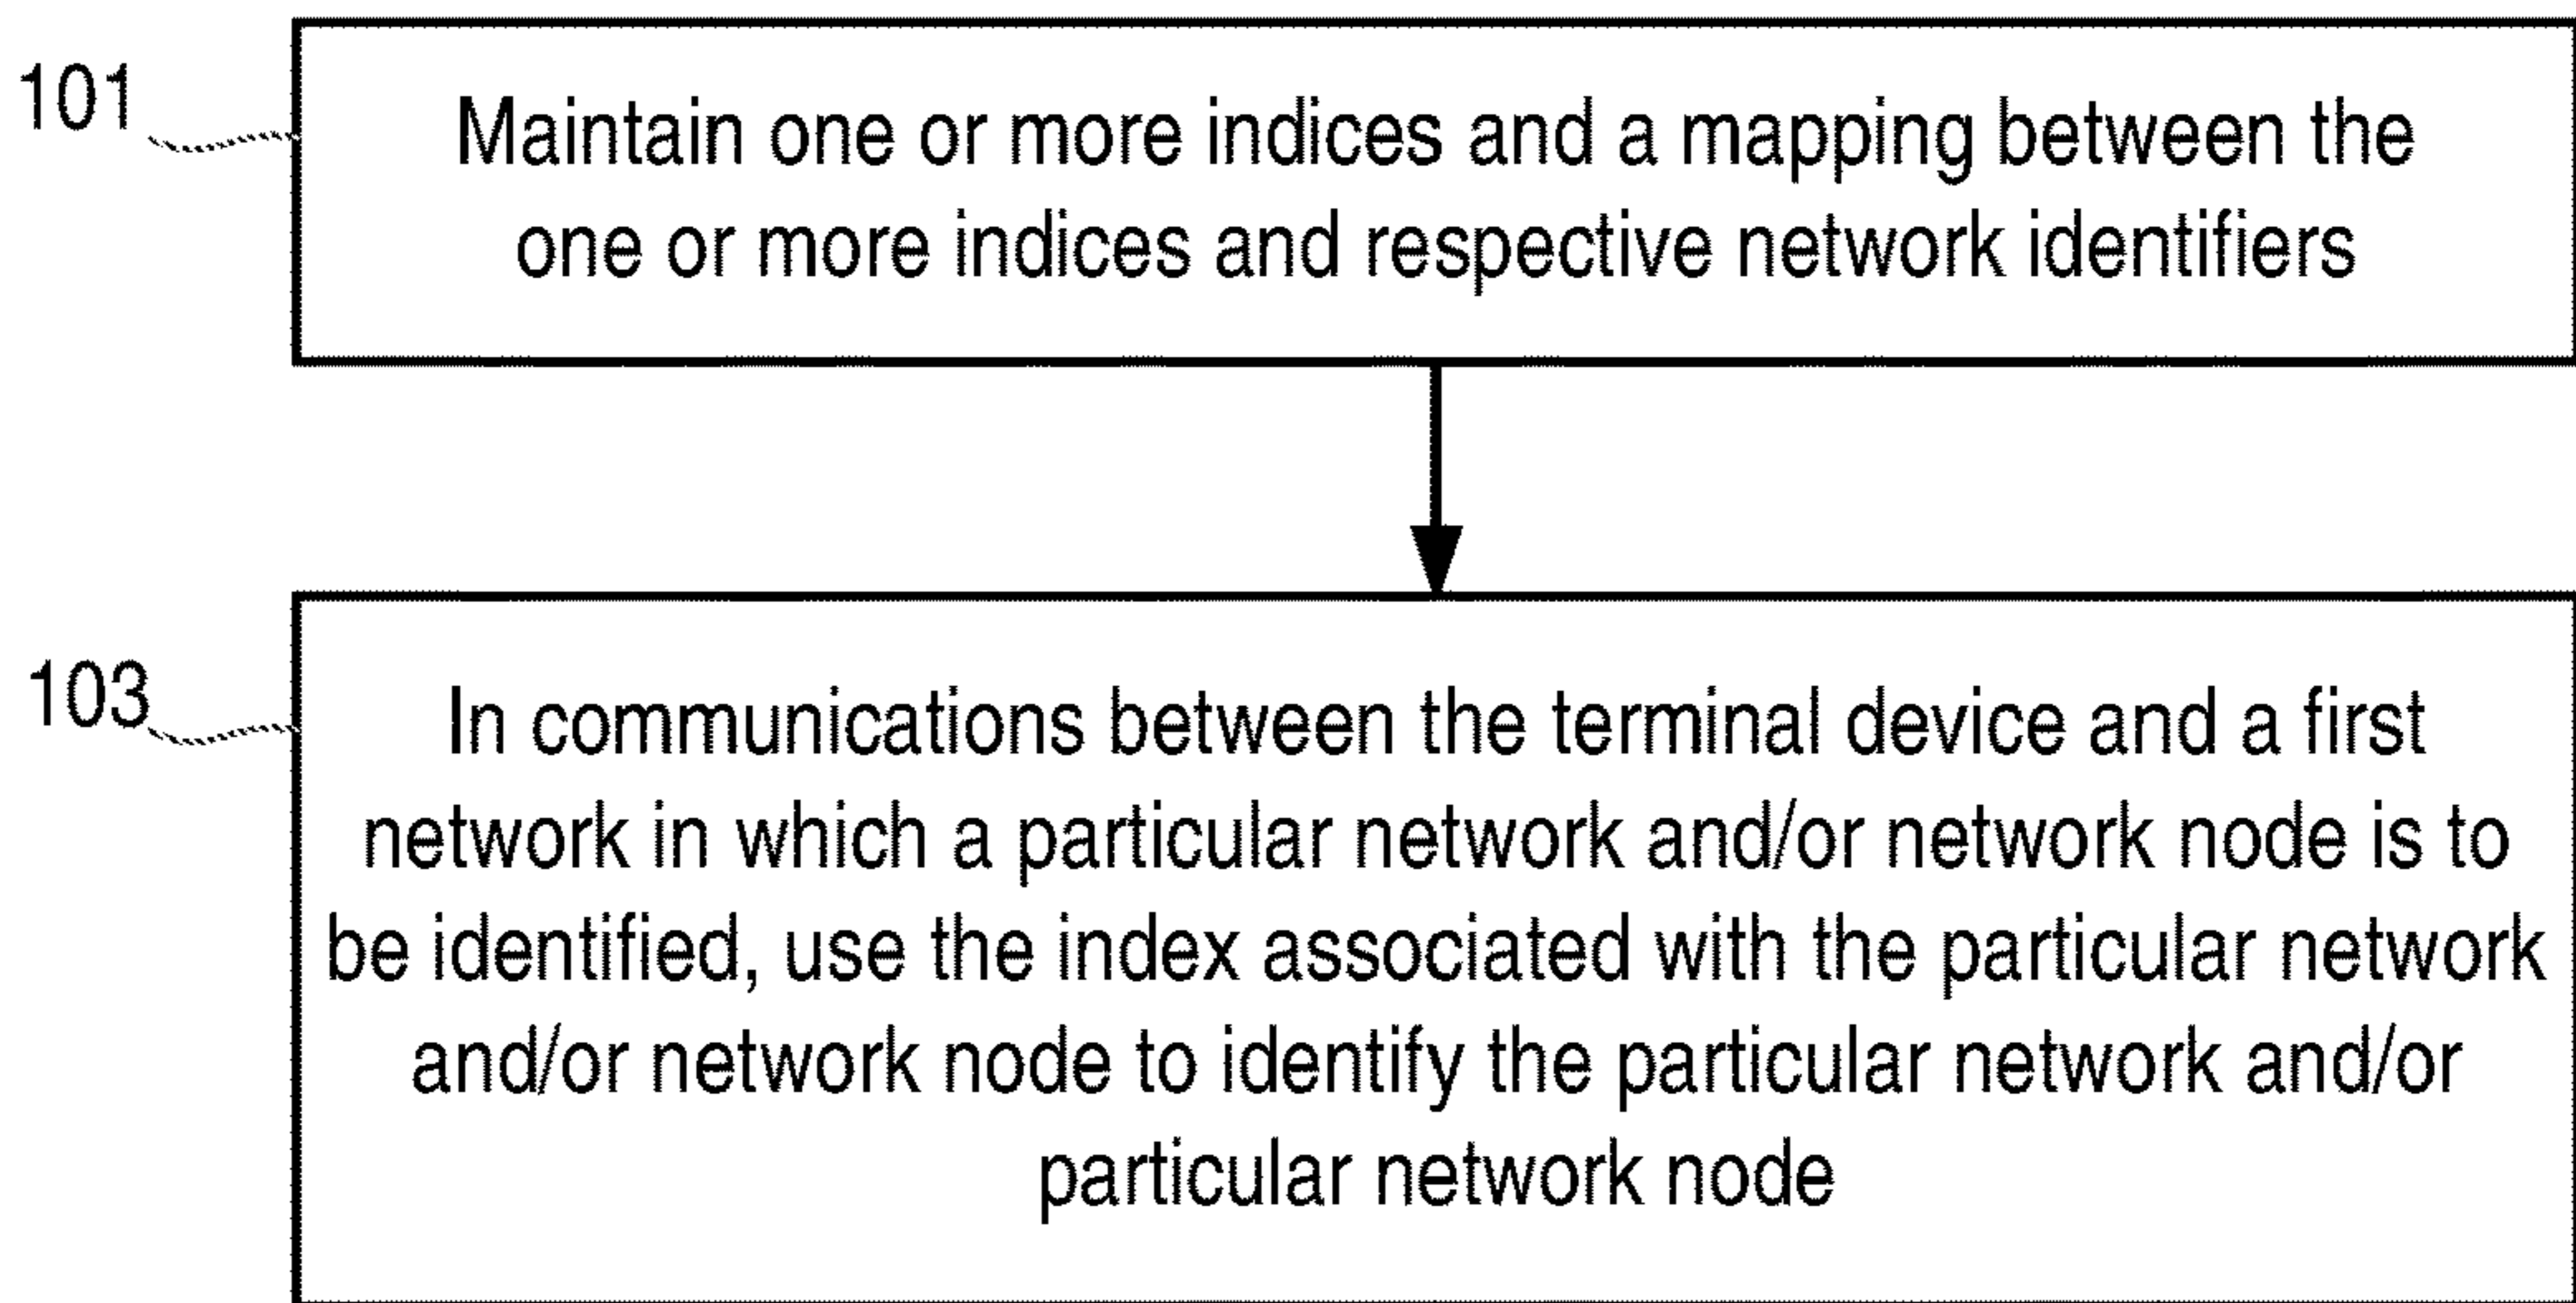 101
Maintain one or more indices and a mapping between the
one or more indices and respective network identifiers
103
In communications between the terminal device and a first
network in which a particular network and/or network node is to
be identified, use the index associated with the particular network
and/or network node to identify the particular network and/or
particular network node